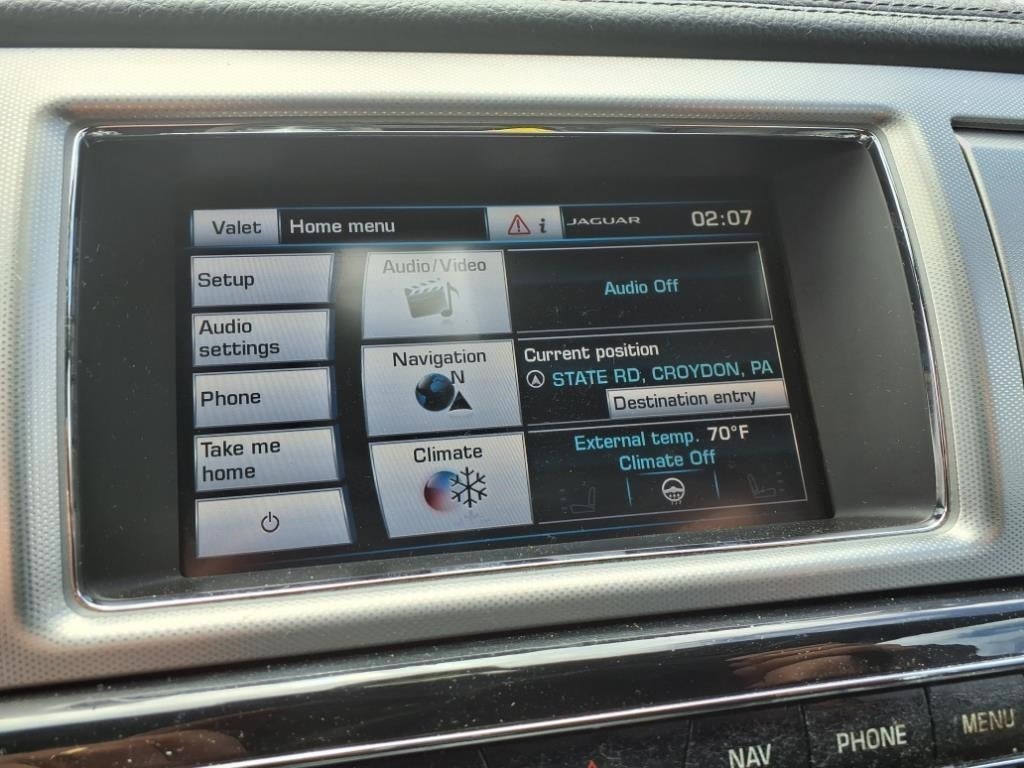 Valet
Home menu
i
JAGUAR
02:07
Setup
Audio
settings
Phone
Take me
home
Audio/Video
Audio Off
Navigation
N
Current position
STATE RD, CROYDON, PA
Destination entry
Climate
External temp. 70°F
Climate Off
NAV
PHONE
MENU